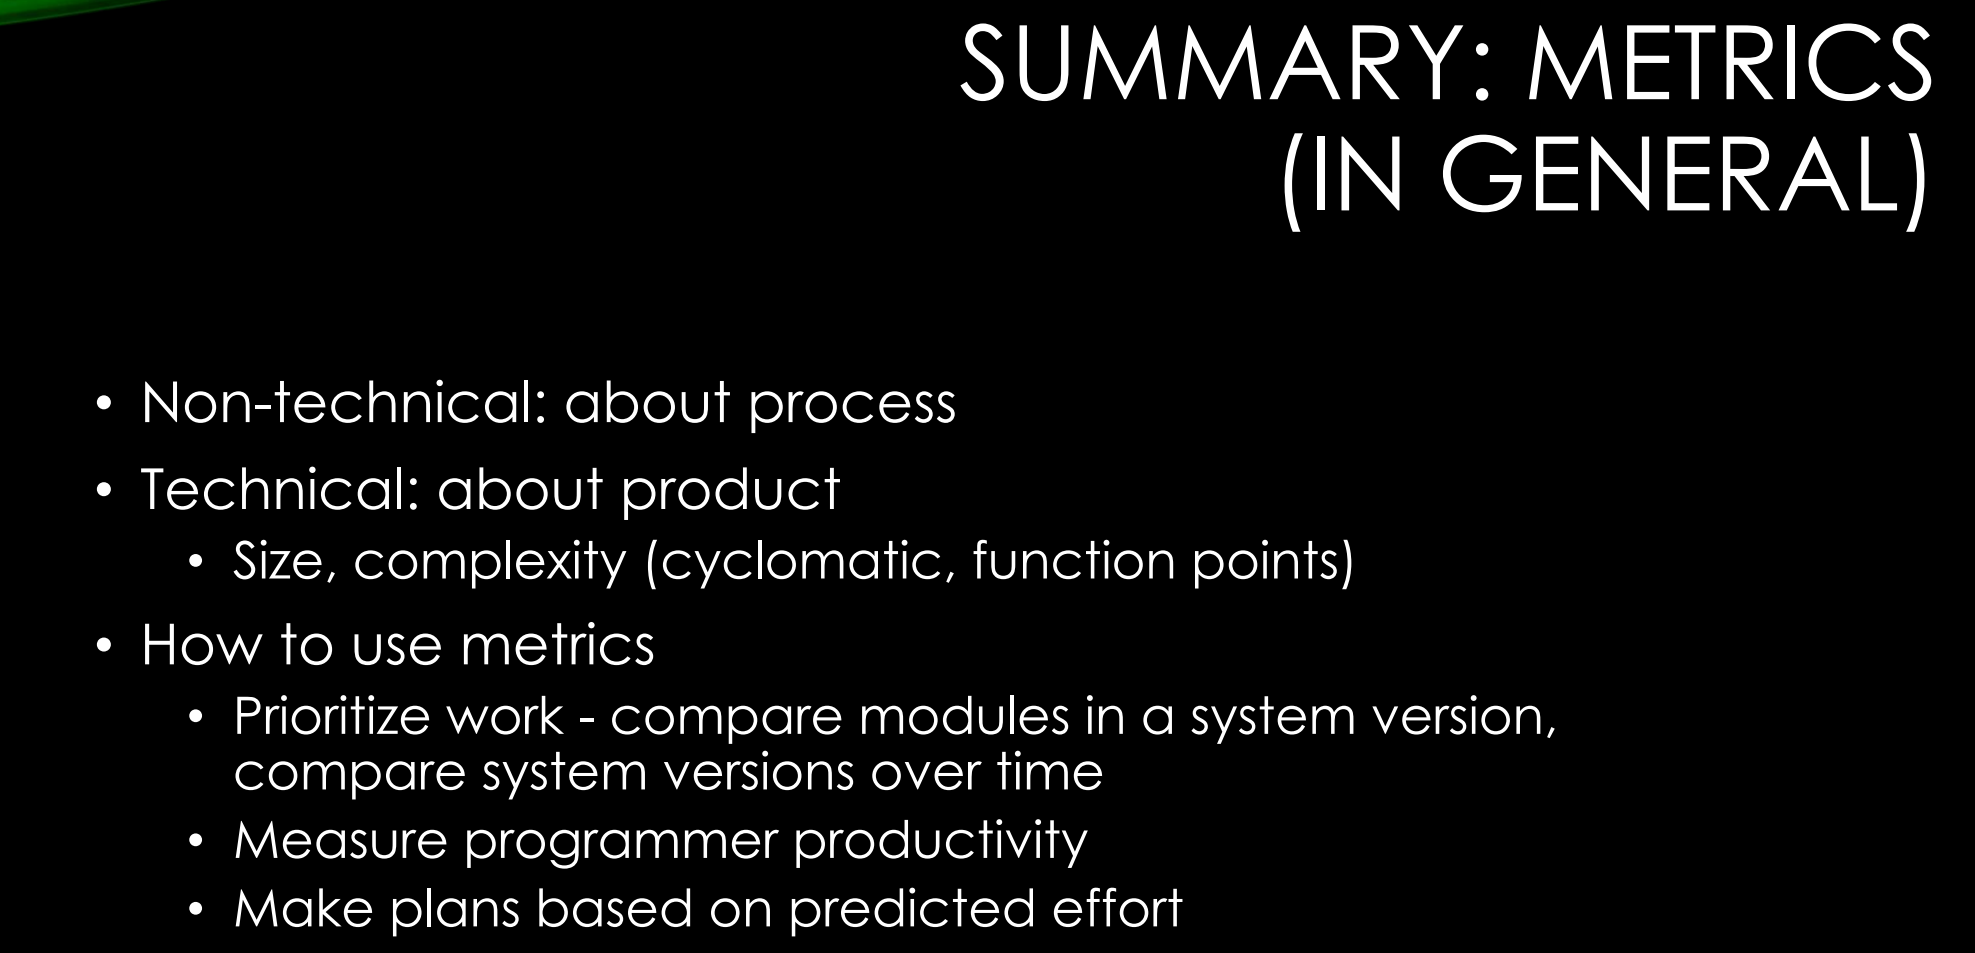 SUMMARY: METRICS
(IN GENERAL)
• Non-technical: about process
• Technical: about product
• Size, complexity (cyclomatic, function points)
• How to use metrics
• Prioritize work - compare modules in a system version,
compare system versions over time
• Measure programmer productivity
• Make plans based on predicted effort